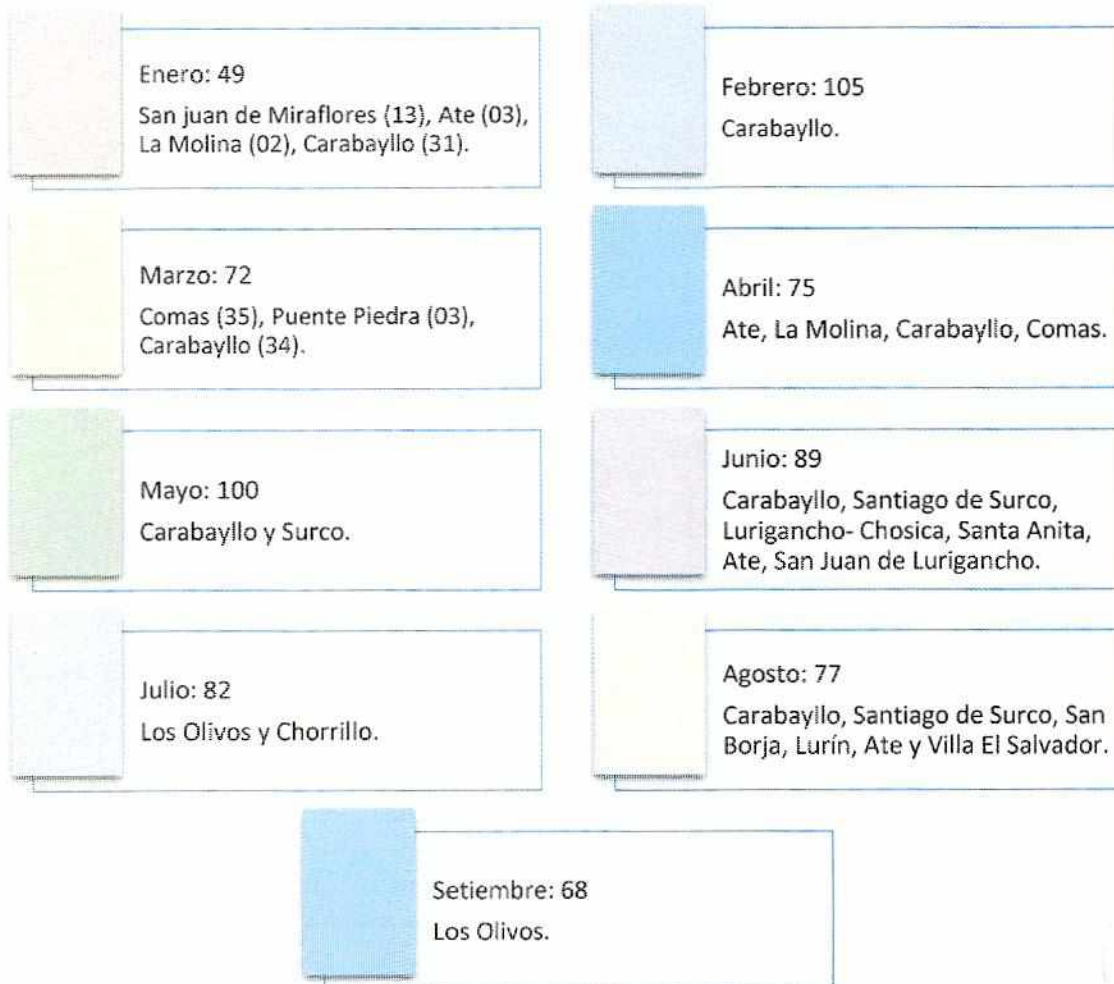 Enero: 49
San juan de Miraflores (13), Ate (03),
La Molina (02), Carabayllo (31).
Febrero: 105
Carabayllo.
Marzo: 72
Comas (35), Puente Piedra (03),
Carabayllo (34).
Abril: 75
Ate, La Molina, Carabayllo, Comas.
Mayo: 100
Carabayllo y Surco.
Junio: 89
Carabayllo, Santiago de Surco,
Lurigancho- Chosica, Santa Anita,
Ate, San Juan de Lurigancho.
Julio: 82
Los Olivos y Chorrillo.
Agosto: 77
Carabayllo, Santiago de Surco, San
Borja, Lurín, Ate y Villa El Salvador.
Setiembre: 68
Los Olivos.